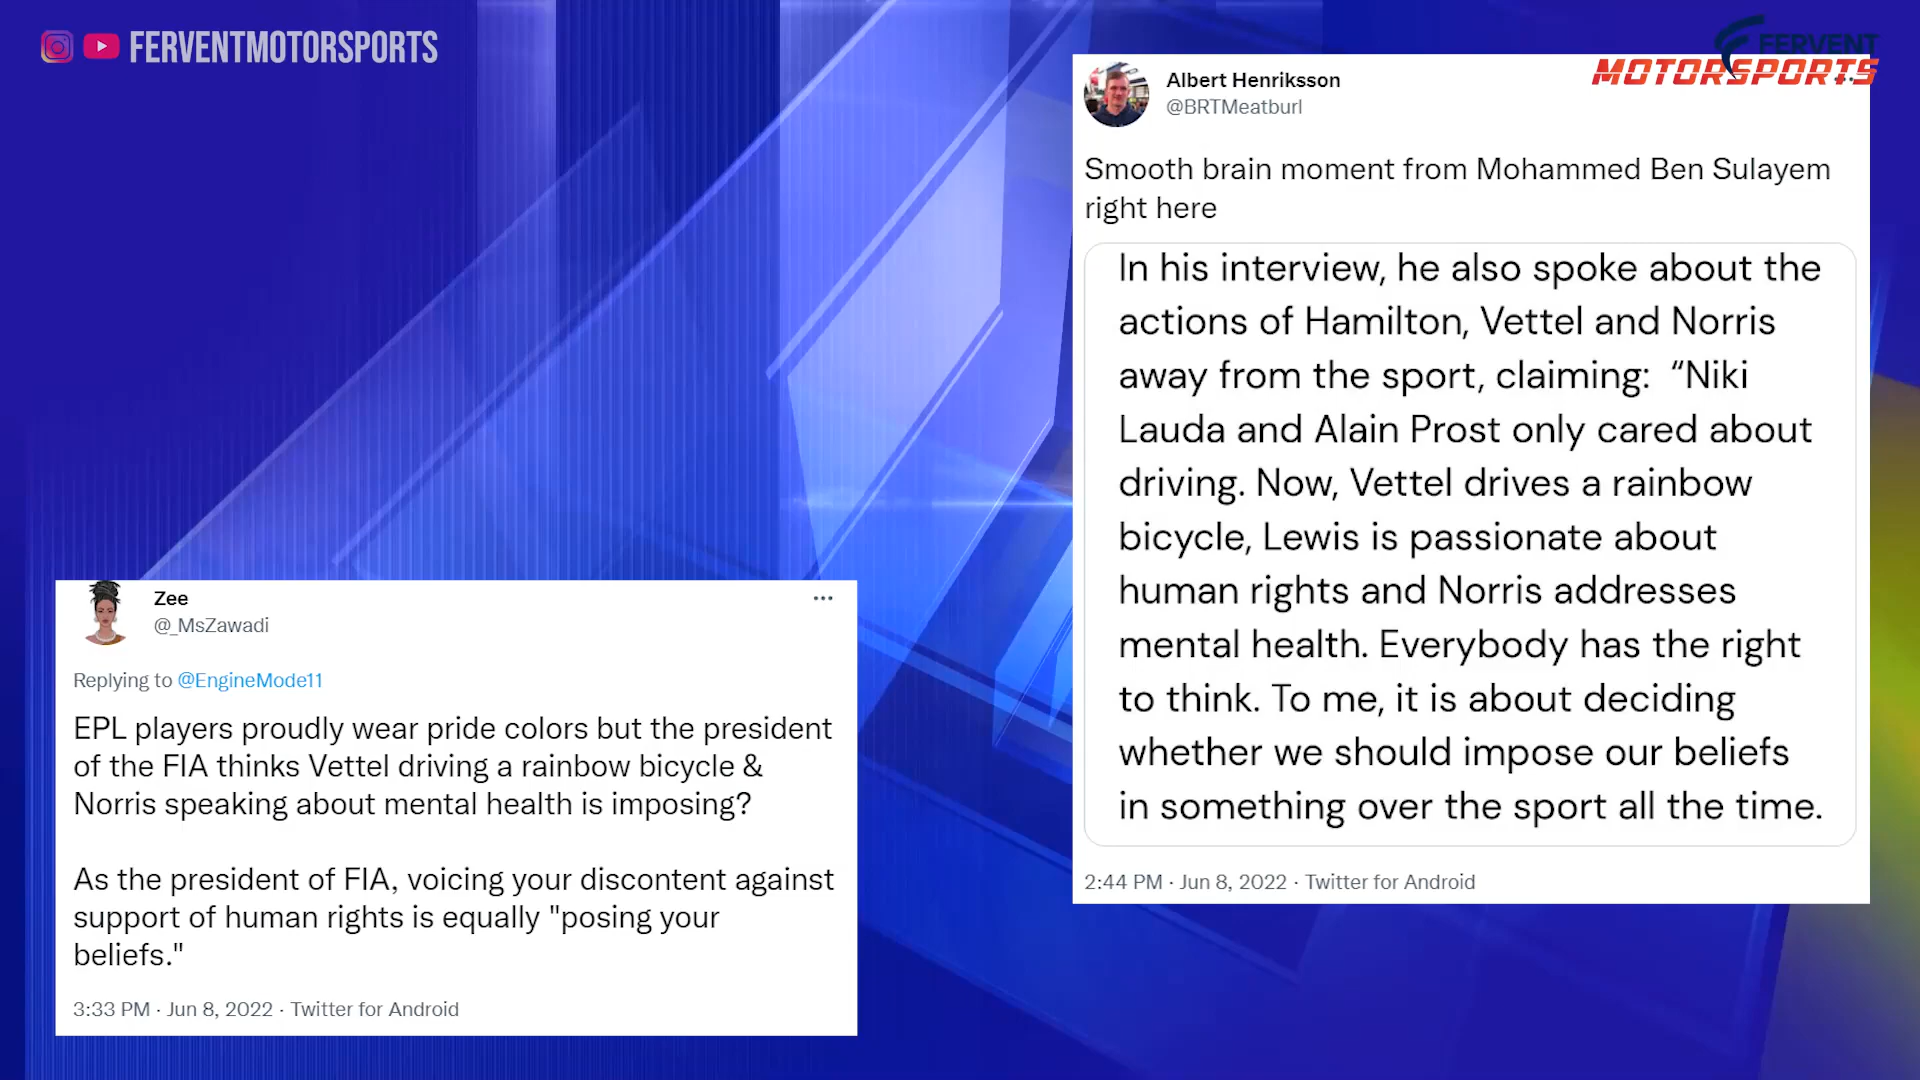 FERVENTMOTORSPORTS
FERVENT
MOTORSPORTS
Albert Henriksson
@BRTMeatburl
Smooth brain moment from Mohammed Ben Sulayem
right here
In his interview, he also spoke about the
actions of Hamilton, Vettel and Norris
away from the sport, claiming: “Niki
Lauda and Alain Prost only cared about
driving. Now, Vettel drives a rainbow
bicycle, Lewis is passionate about
human rights and Norris addresses
mental health. Everybody has the right
to think. To me, it is about deciding
whether we should impose our beliefs
in something over the sport all the time.
2:44 PM · Jun 8, 2022 · Twitter for Android
Zee
@_MsZawadi
Replying to @EngineMode11
EPL players proudly wear pride colors but the president
of the FIA thinks Vettel driving a rainbow bicycle &
Norris speaking about mental health is imposing?
As the president of FIA, voicing your discontent against
support of human rights is equally "posing your
beliefs."
3:33 PM · Jun 8, 2022 · Twitter for Android